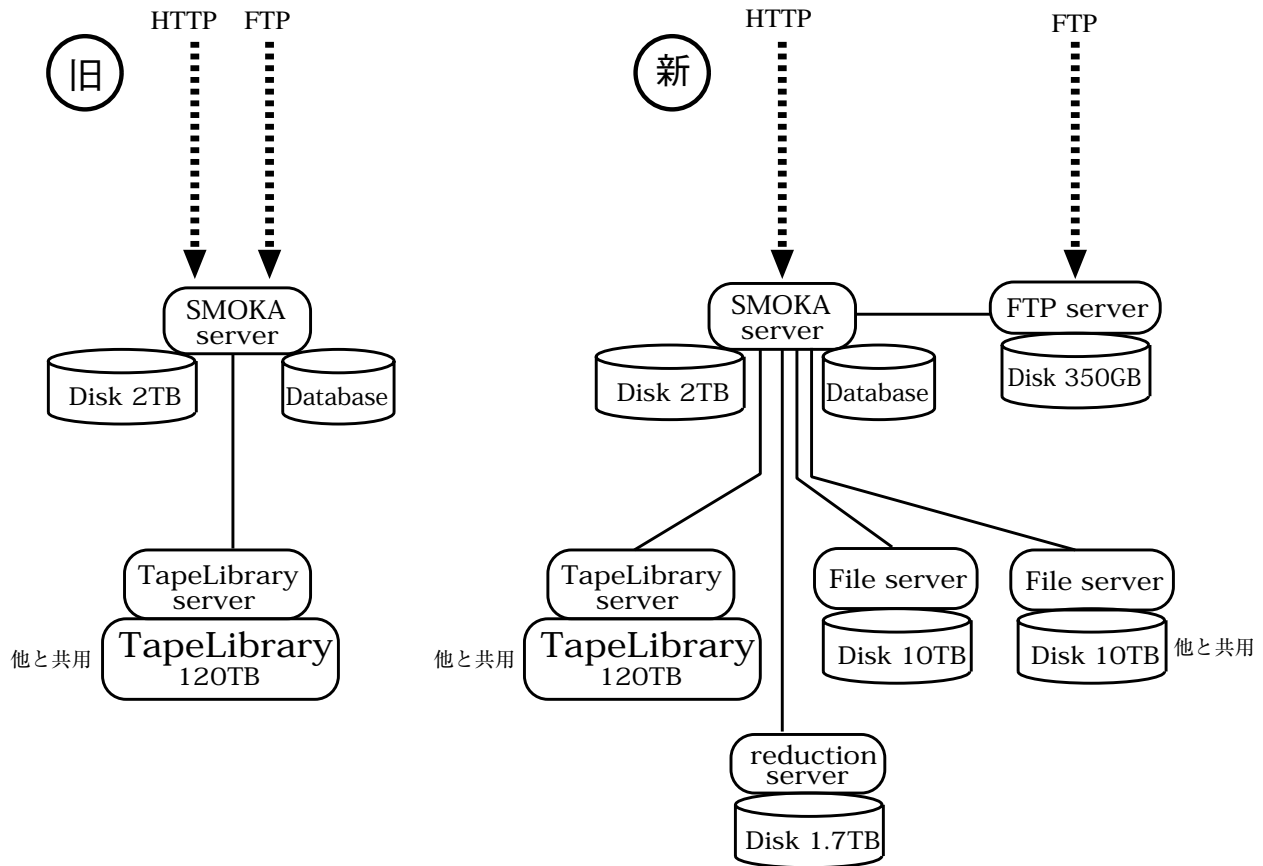 旧
HTTP FTP
SMOKA
server
Disk 2TB
Database
TapeLibrary
server
他と共用
TapeLibrary
120TB
新
HTTP
FTP
SMOKA
server
FTP server
Disk 2TB
Database
Disk 350GB
TapeLibrary
server
他と共用
TapeLibrary
120TB
File server
Disk 10TB
File server
Disk 10TB
他と共用
reduction
server
Disk 1.7TB